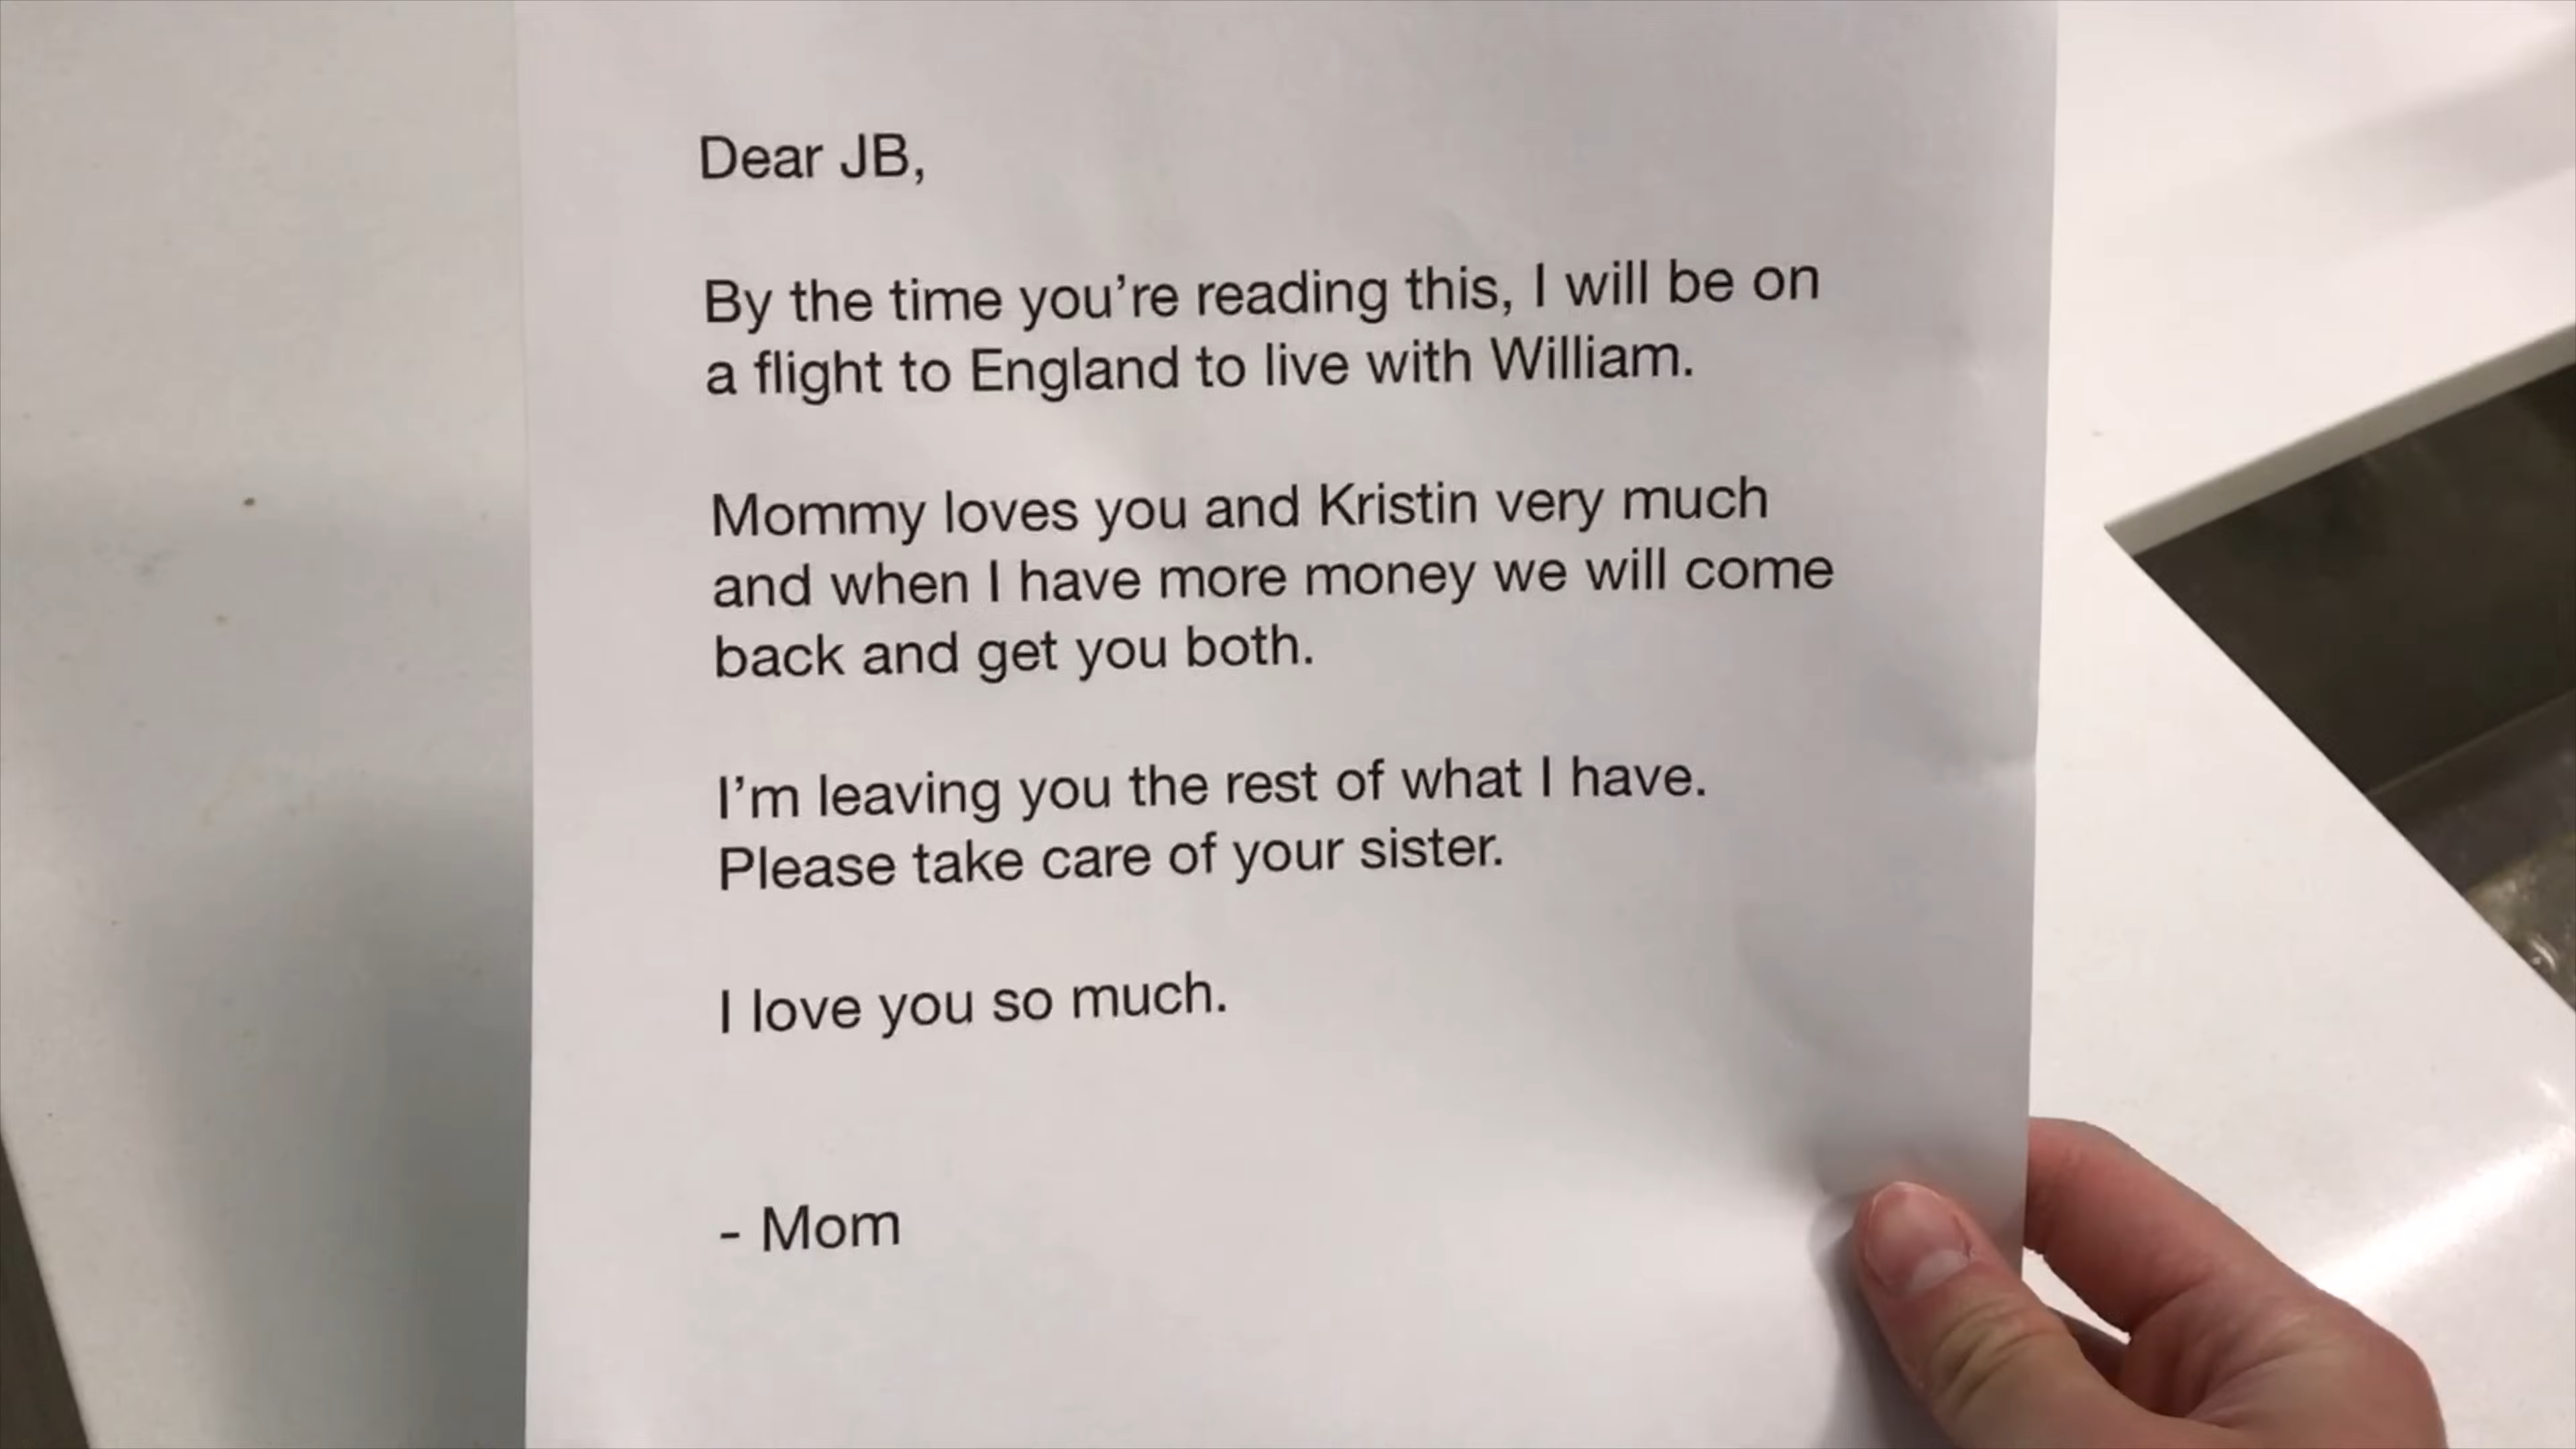 Dear JB,
By the time you're reading this, I will be on
a flight to England to live with William.
Mommy loves you and Kristin very much
and when I have more money we will come
back and get you both.
I'm leaving you the rest of what I have.
Please take care of your sister.
I love you so much.
- Mom